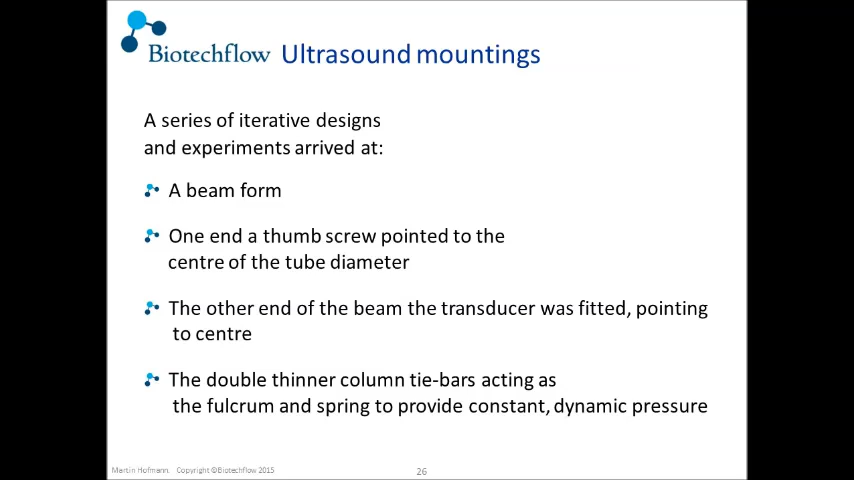 Biotechflow Ultrasound mountings
A series of iterative designs
and experiments arrived at:
A beam form
One end a thumb screw pointed to the
centre of the tube diameter
The other end of the beam the transducer was fitted, pointing
to centre
The double thinner column tie-bars acting as
the fulcrum and spring to provide constant, dynamic pressure
Martin Hofmann. Copyright ©Biotechflow 2015 26